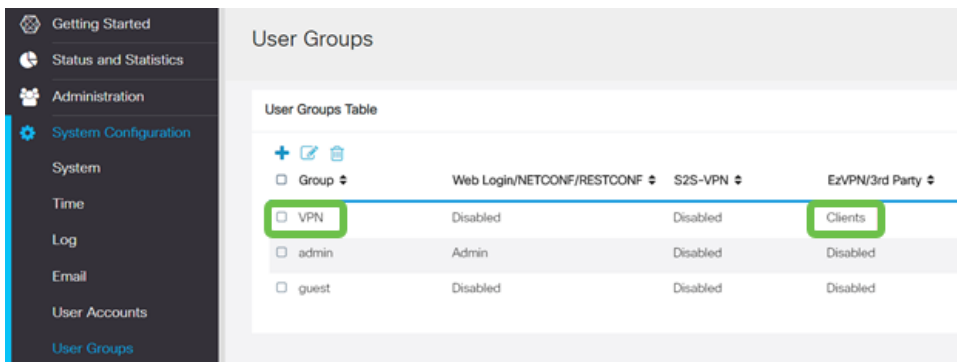 Getting Started
Status and Statistics
Administration
System Configuration
System
Time
Log
Email
User Accounts
User Groups
User Groups
User Groups Table
Group Web Login/NETCONF/RESTCONF S2S-VPN EzVPN/3rd Party
VPN Disabled Disabled Clients
admin Admin Disabled Disabled
guest Disabled Disabled Disabled